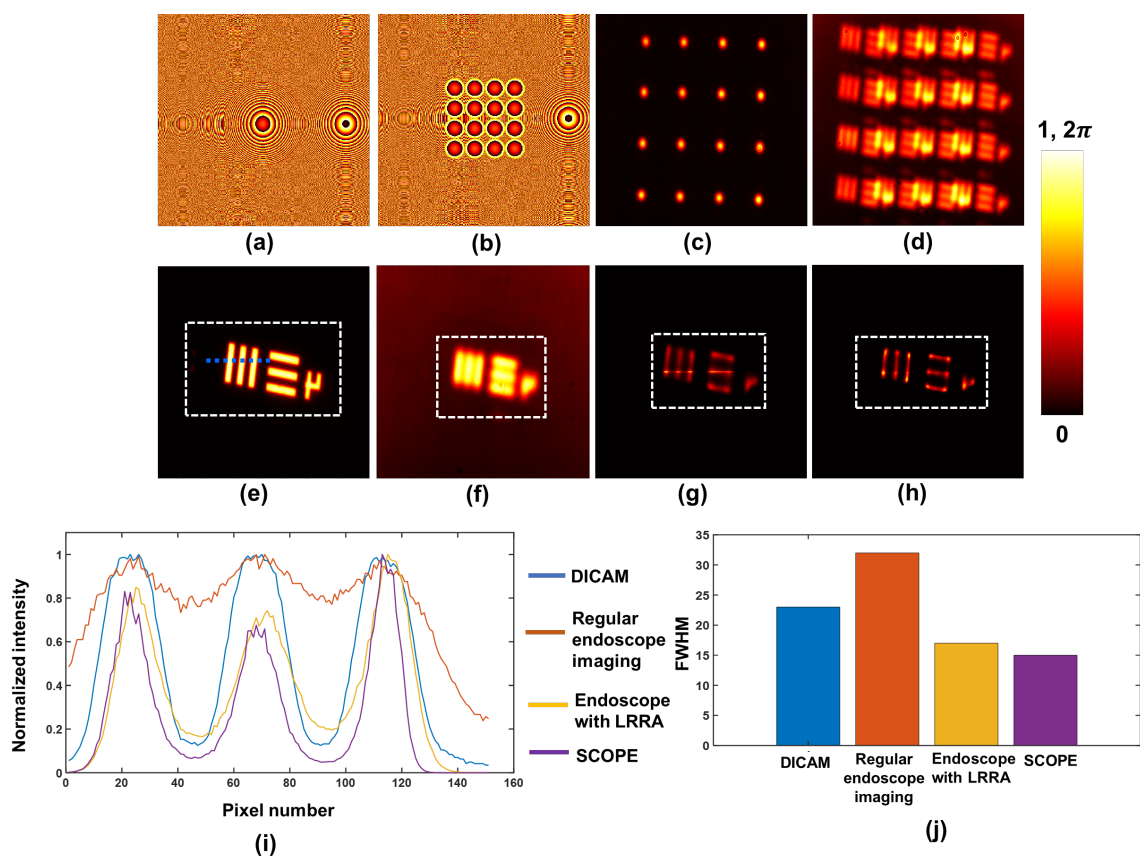 1, 2π
0
(a)
(b)
(c)
(d)
(e)
(f)
(g)
(h)
Normalized intensity
1
0.8
0.6
0.4
0.2
0
0
20
40
60
80
100
120
140
160
Pixel number
(i)
DICAM
Regular
endoscope
imaging
Endoscope
with LRRA
SCOPE
FWHM
35
30
25
20
15
10
5
0
DICAM
Regular
endoscope
imaging
Endoscope
with LRRA
SCOPE
(j)